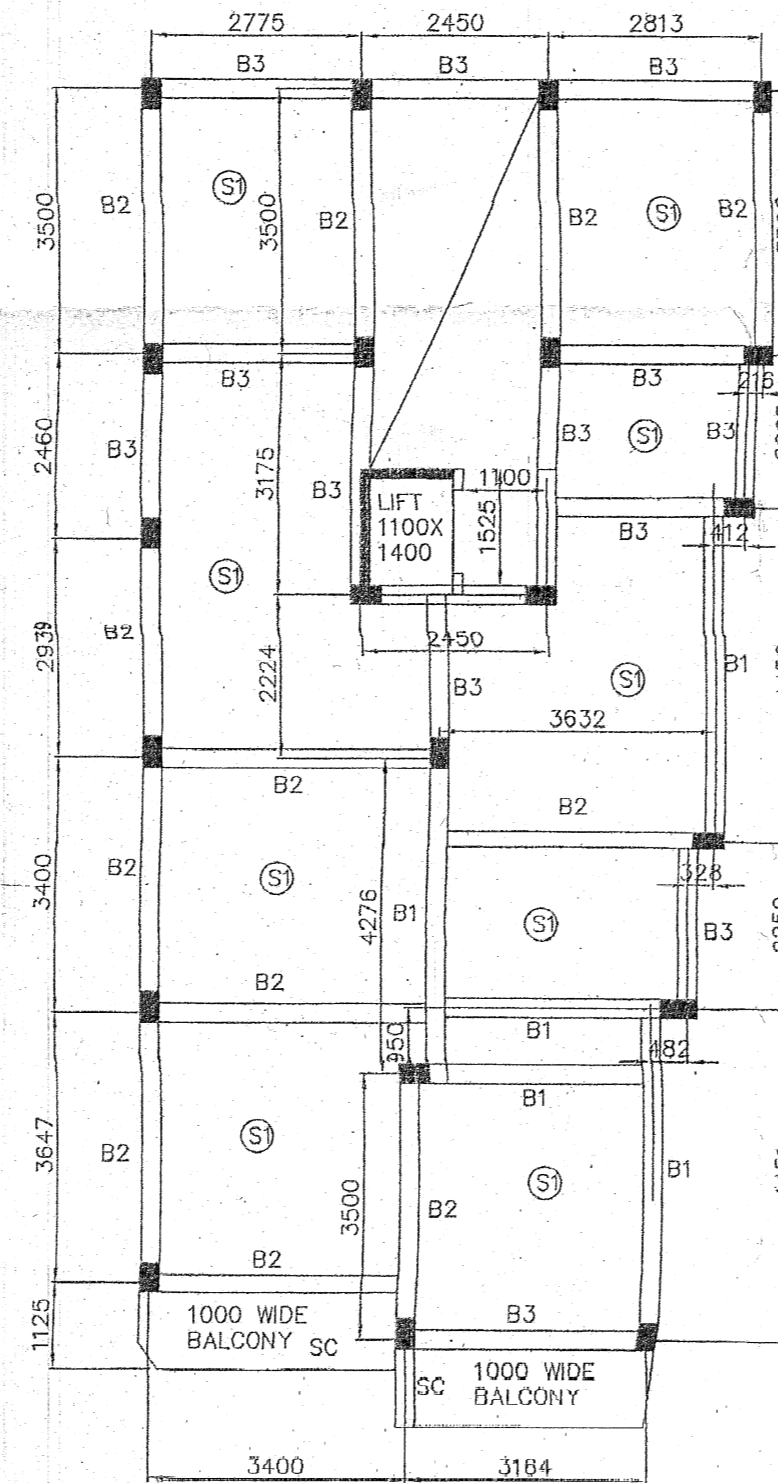 2775 2450 2813
B3 B3 B3
3500 B2 S1 3500 B2 B2 S1 B2
B3 B3 216
2460 B3 3175 B3 B3 S1 B3
LIFT
1100X
1400
1100
1525
B3 412
S1
2939 B2 2224 2450 B3 S1 B1
3632
B2 B2
3400 B2 S1 4276 B1 S1 328 B3
B2
950 B1 482
B1
3647 B2 S1 3500 B2 S1 B1
B2
B3
1125
1000 WIDE
BALCONY SC
SC 1000 WIDE
BALCONY
3400 3164